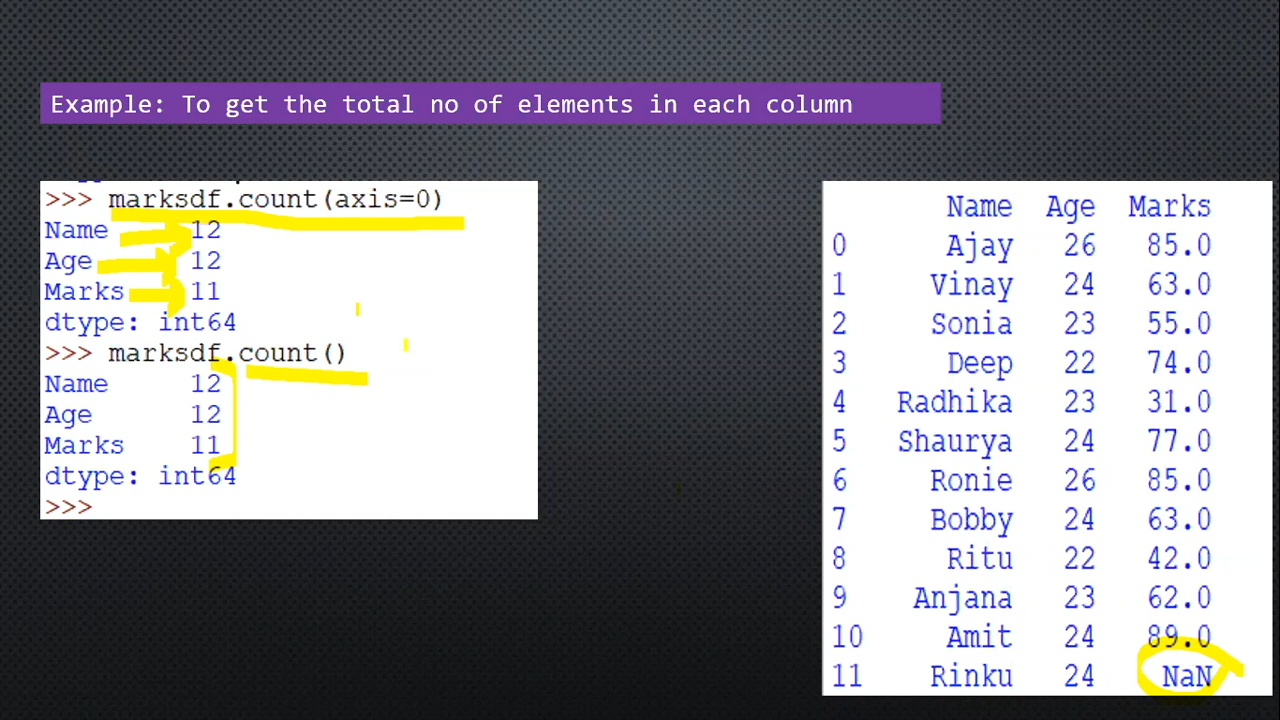 Example: To get the total no of elements in each column
>>> marksdf.count(axis=0)
Name 12
Age 12
Marks 11
dtype: int64
>>> marksdf.count()
Name 12
Age 12
Marks 11
dtype: int64
>>>
Name Age Marks
0 Ajay 26 85.0
1 Vinay 24 63.0
2 Sonia 23 55.0
3 Deep 22 74.0
4 Radhika 23 31.0
5 Shaurya 24 77.0
6 Ronie 26 85.0
7 Bobby 24 63.0
8 Ritu 22 42.0
9 Anjana 23 62.0
10 Amit 24 89.0
11 Rinku 24 NaN